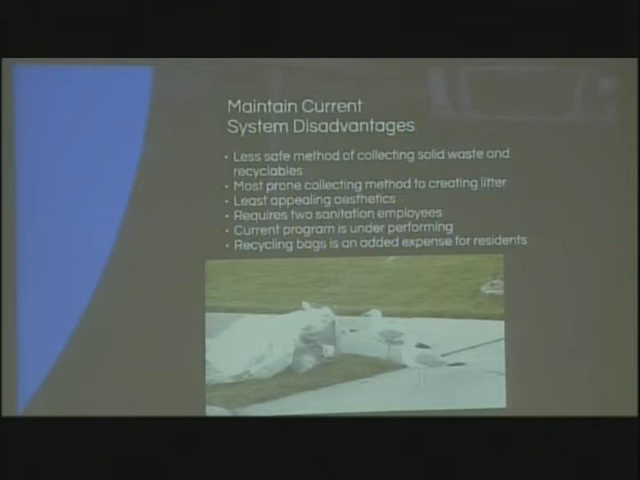 Maintain Current
System Disadvantages
• Less safe method of collecting solid waste and
recyclables
• Most prone collecting method to creating litter
• Least appealing aesthetics
• Requires two sanitation employees
• Current program is under performing
• Recycling bags is an added expense for residents